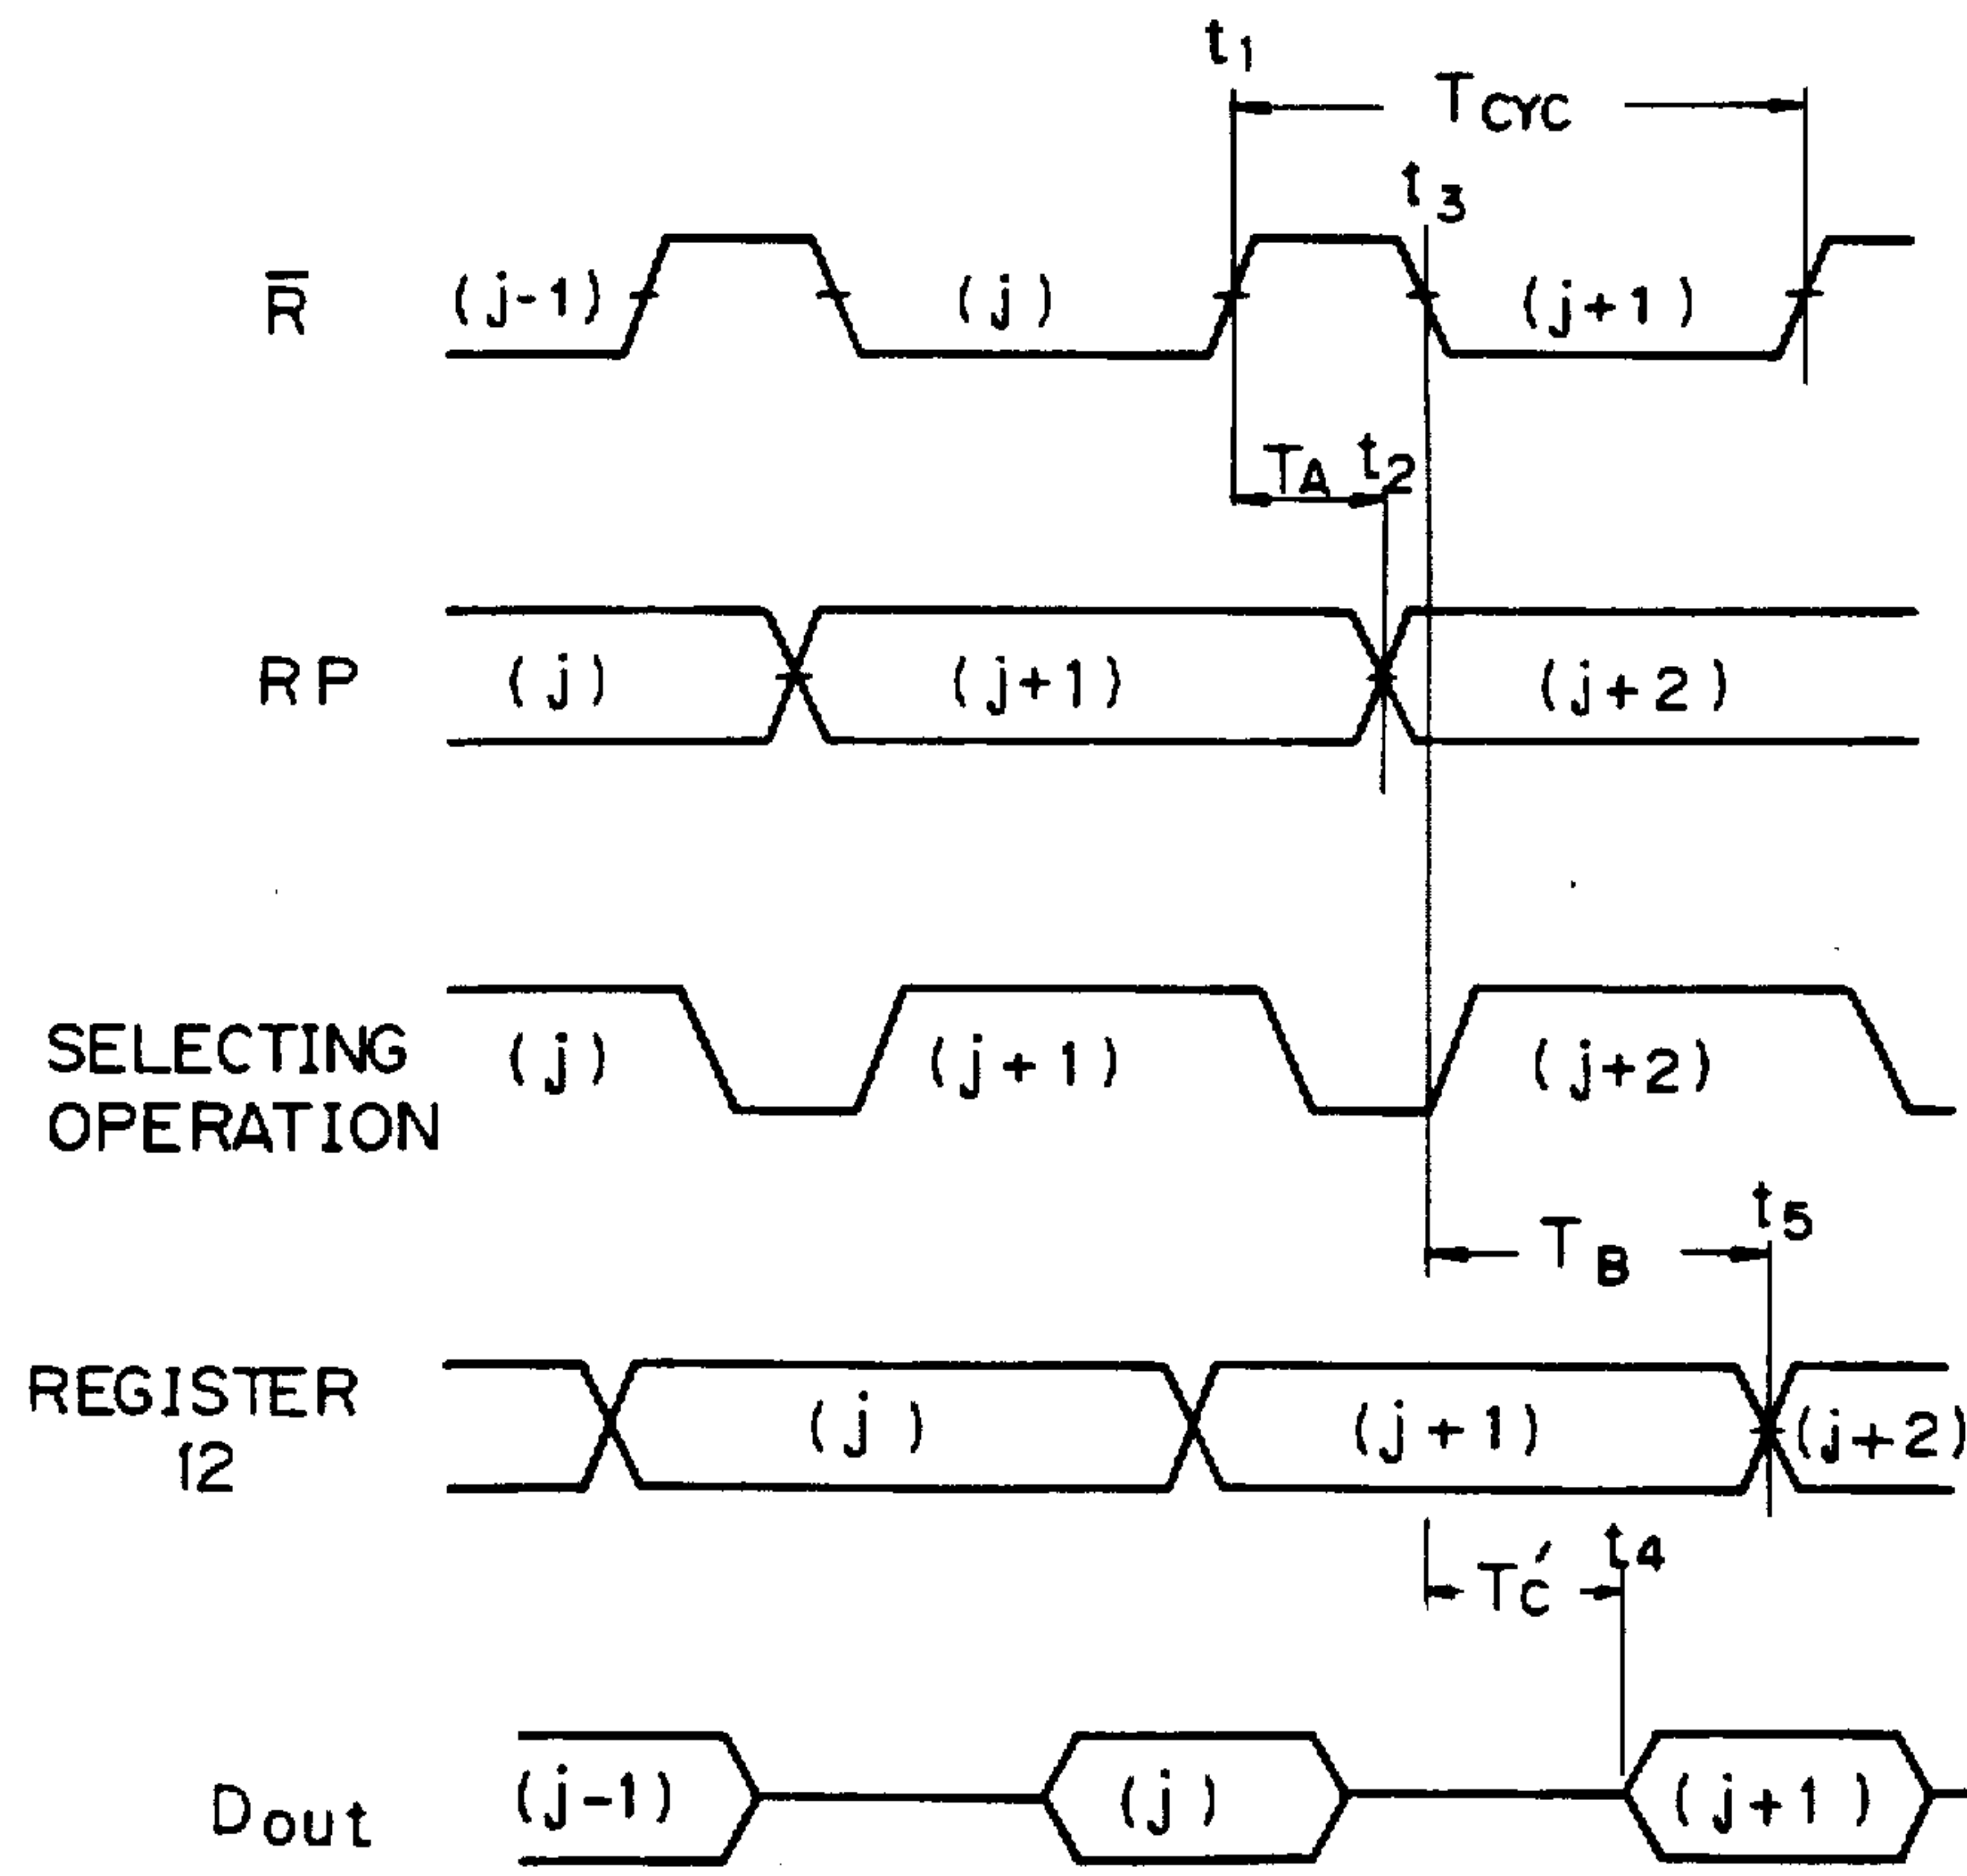 t1
TCYC
t3
R̅ (j-1) (j) (j+1)
TA t2
RP (j) (j+1) (j+2)
SELECTING (j) (j+1) (j+2)
OPERATION
t5
TB
REGISTER
12 (j) (j+1) (j+2)
TC′ t4
Dout (j-1) (j) (j+1)